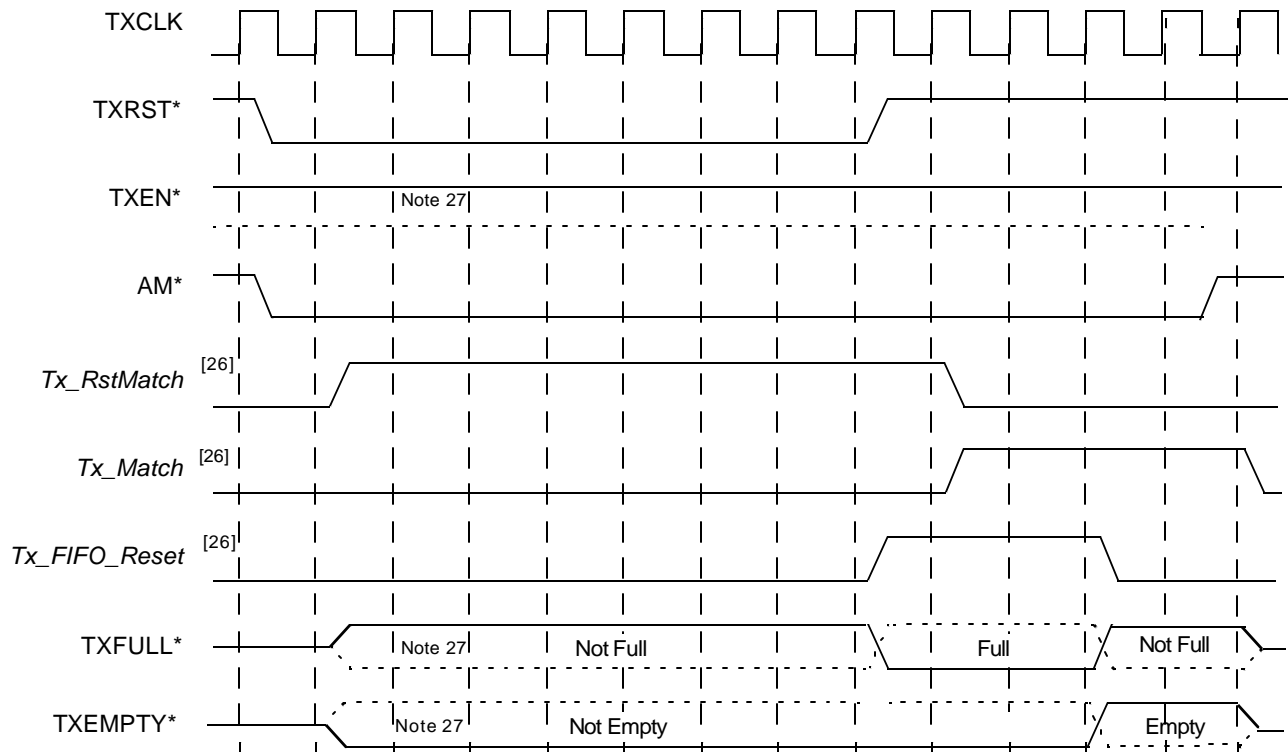 TXCLK
TXRST*
TXEN*
Note 27
AM*
Tx_RstMatch [26]
Tx_Match [26]
Tx_FIFO_Reset [26]
TXFULL* Note 27 Not Full Full Not Full
TXEMPTY* Note 27 Not Empty Empty